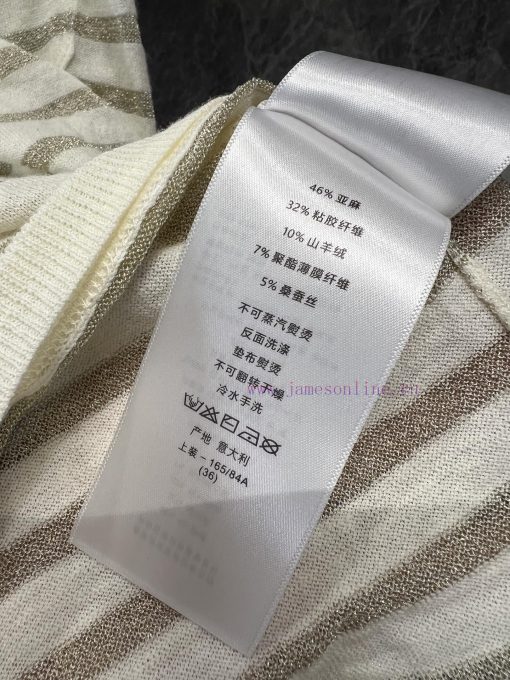 46% 亚麻
32% 粘胶纤维
10% 山羊绒
7% 聚酯薄膜纤维
5% 桑蚕丝
不可蒸汽熨烫
反面洗涤
垫布熨烫
不可翻转干燥
www.jamesonline.ru
冷水手洗
产地 意大利
上装 - 165/84A
(36)